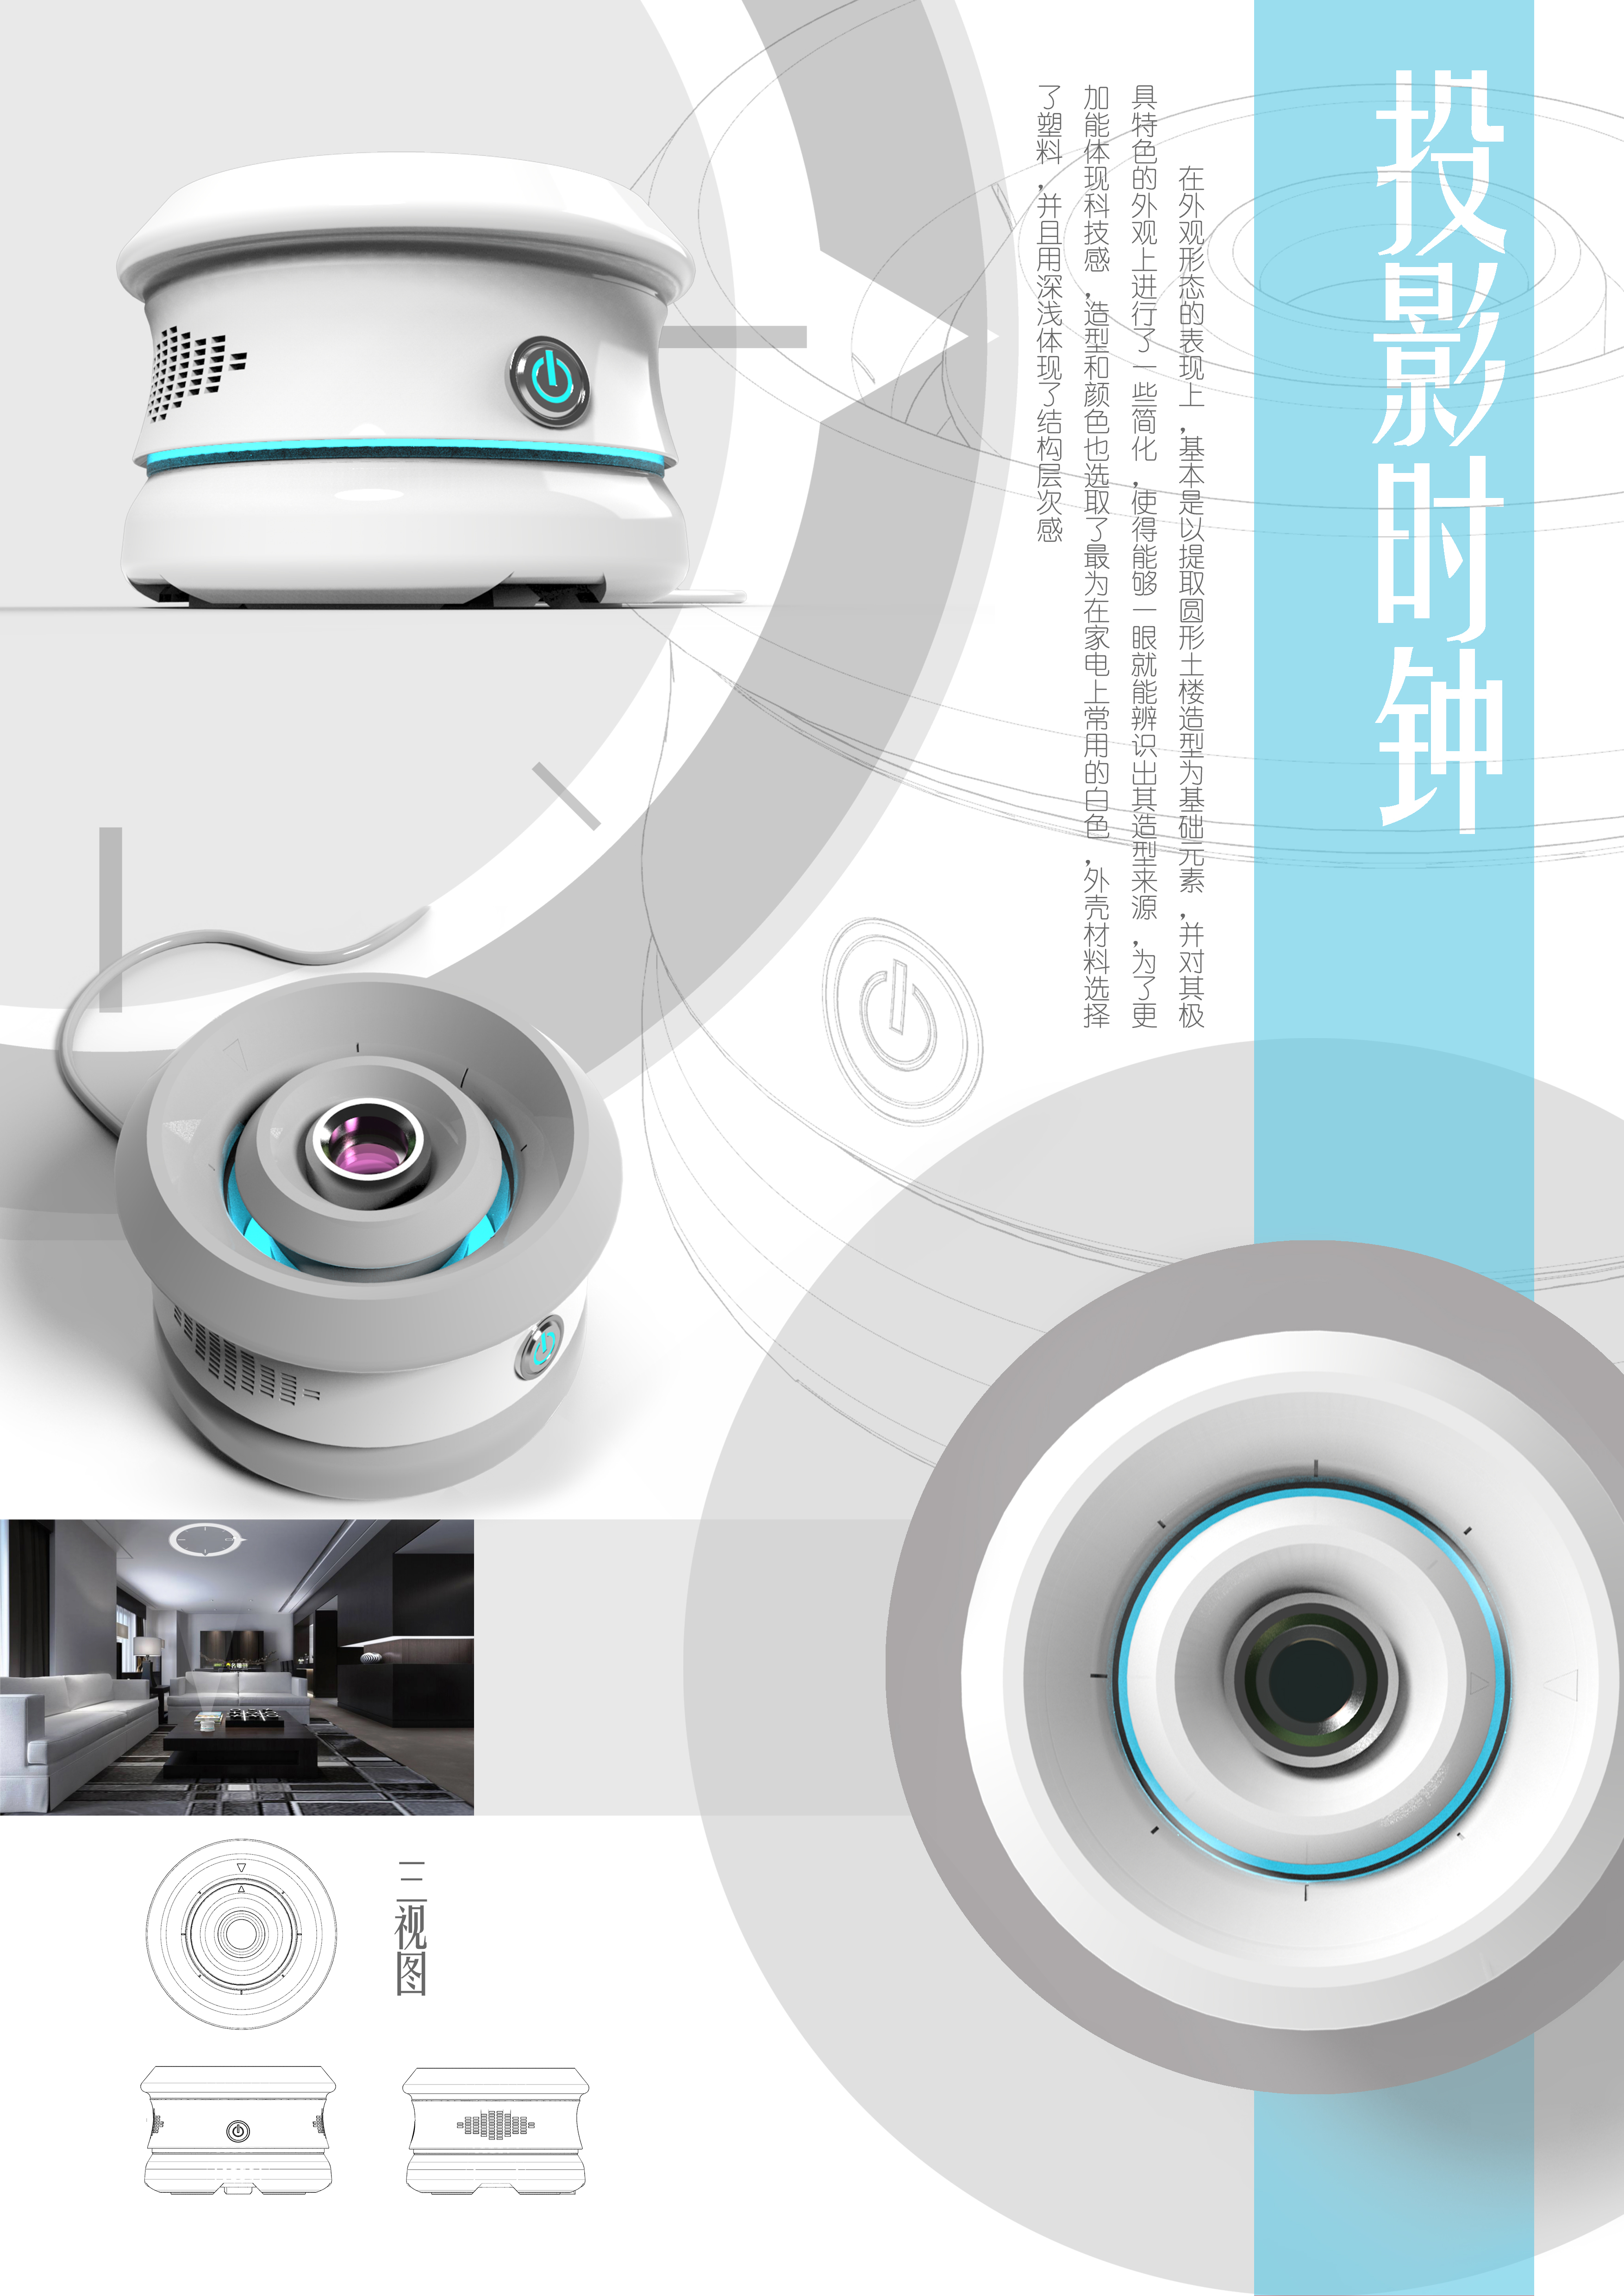 投影时钟
在外观形态的表现上，基本是以提取圆形土楼造型为基础元素，并对其极
具特色的外观上进行了一些简化，使得能够一眼就能辨识出其造型来源，为了更
加能体现科技感，造型和颜色也选取了最为在家电上常用的白色，外壳材料选择
了塑料，并且用深浅体现了结构层次感
三视图